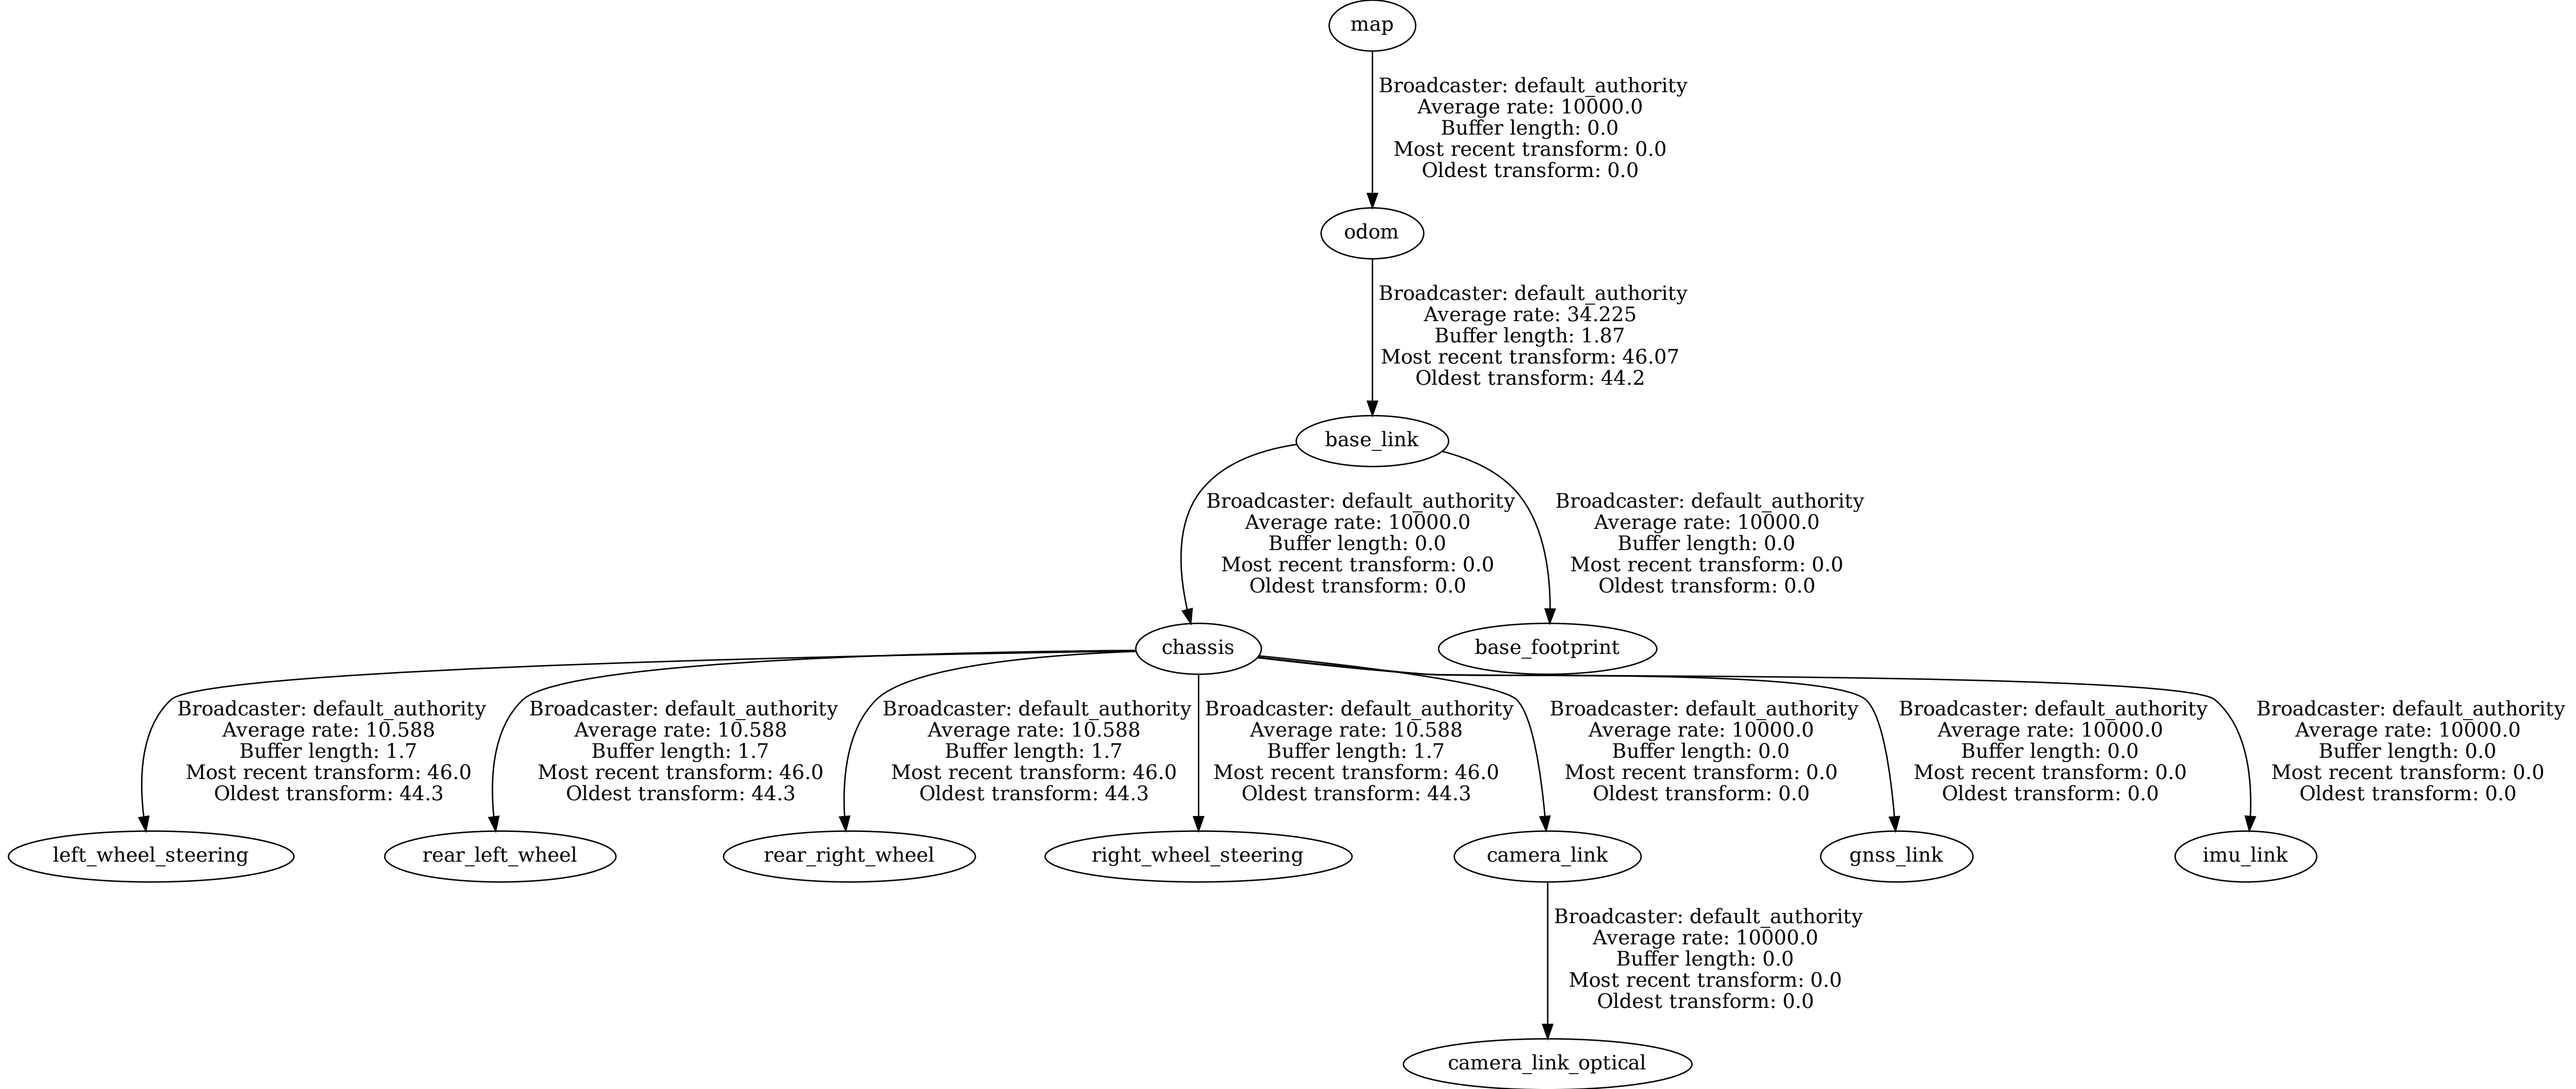 map
Broadcaster: default_authority
Average rate: 10000.0
Buffer length: 0.0
Most recent transform: 0.0
Oldest transform: 0.0
odom
Broadcaster: default_authority
Average rate: 34.225
Buffer length: 1.87
Most recent transform: 46.07
Oldest transform: 44.2
base_link
Broadcaster: default_authority
Average rate: 10000.0
Buffer length: 0.0
Most recent transform: 0.0
Oldest transform: 0.0
Broadcaster: default_authority
Average rate: 10000.0
Buffer length: 0.0
Most recent transform: 0.0
Oldest transform: 0.0
chassis
base_footprint
Broadcaster: default_authority
Average rate: 10.588
Buffer length: 1.7
Most recent transform: 46.0
Oldest transform: 44.3
Broadcaster: default_authority
Average rate: 10.588
Buffer length: 1.7
Most recent transform: 46.0
Oldest transform: 44.3
Broadcaster: default_authority
Average rate: 10.588
Buffer length: 1.7
Most recent transform: 46.0
Oldest transform: 44.3
Broadcaster: default_authority
Average rate: 10.588
Buffer length: 1.7
Most recent transform: 46.0
Oldest transform: 44.3
Broadcaster: default_authority
Average rate: 10000.0
Buffer length: 0.0
Most recent transform: 0.0
Oldest transform: 0.0
Broadcaster: default_authority
Average rate: 10000.0
Buffer length: 0.0
Most recent transform: 0.0
Oldest transform: 0.0
Broadcaster: default_authority
Average rate: 10000.0
Buffer length: 0.0
Most recent transform: 0.0
Oldest transform: 0.0
left_wheel_steering
rear_left_wheel
rear_right_wheel
right_wheel_steering
camera_link
gnss_link
imu_link
Broadcaster: default_authority
Average rate: 10000.0
Buffer length: 0.0
Most recent transform: 0.0
Oldest transform: 0.0
camera_link_optical